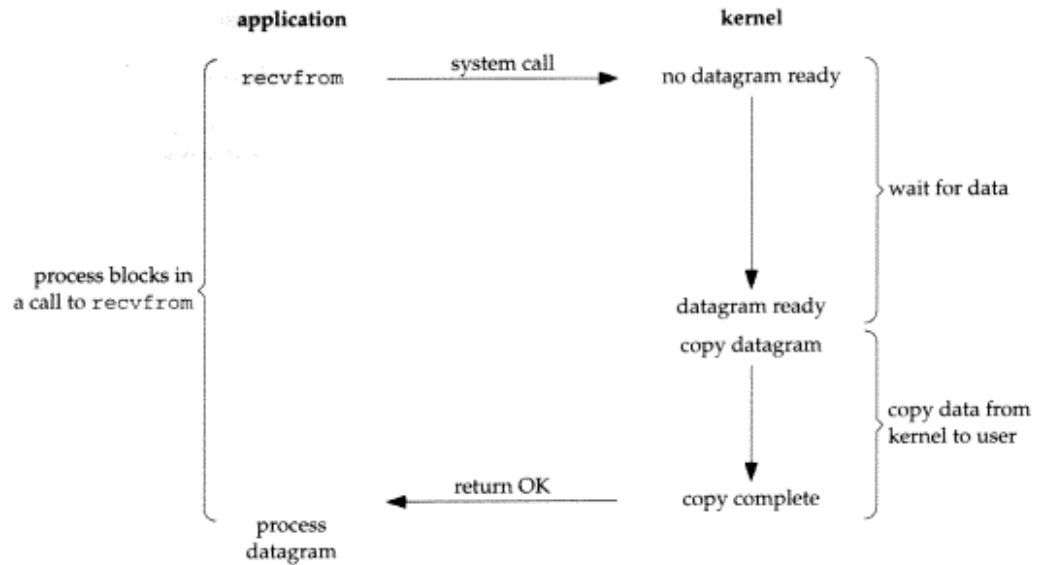 application
kernel
recvfrom
system call
no datagram ready
wait for data
process blocks in
a call to recvfrom
datagram ready
copy datagram
copy data from
kernel to user
return OK
copy complete
process
datagram